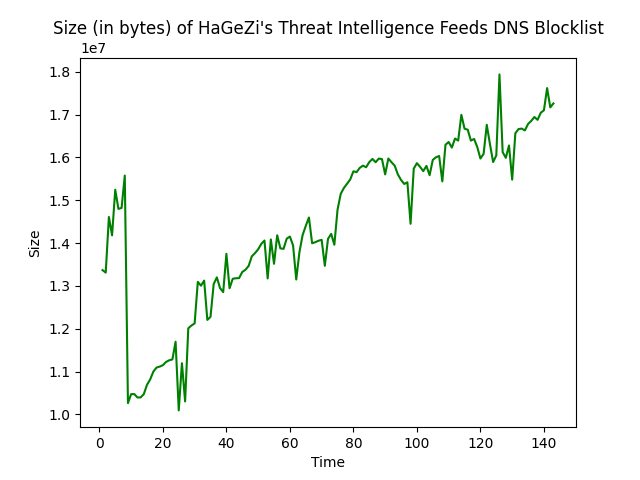 Size (in bytes) of HaGeZi's Threat Intelligence Feeds DNS Blocklist
1e7
1.8
1.7
1.6
1.5
1.4
1.3
1.2
1.1
1.0
Size
0 20 40 60 80 100 120 140
Time